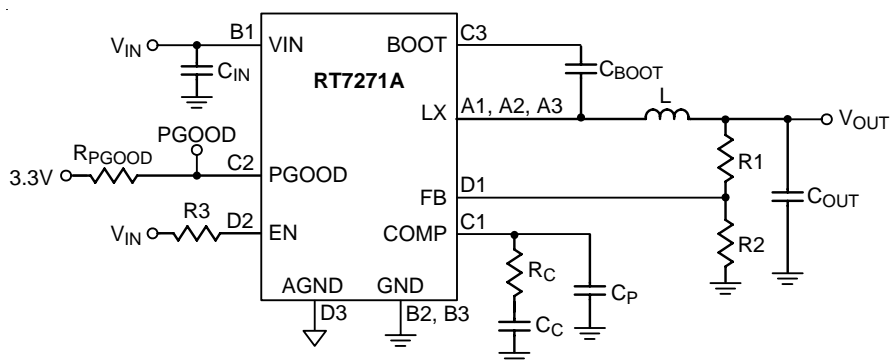 B1
C3
VIN
VIN
BOOT
CIN
CBOOT
RT7271A
L
LX
A1, A2, A3
VOUT
PGOOD
RPGOOD
C2
R1
3.3V
PGOOD
D1
FB
COUT
R3
D2
C1
R2
VIN
EN
COMP
RC
AGND
GND
CP
D3
B2, B3
CC